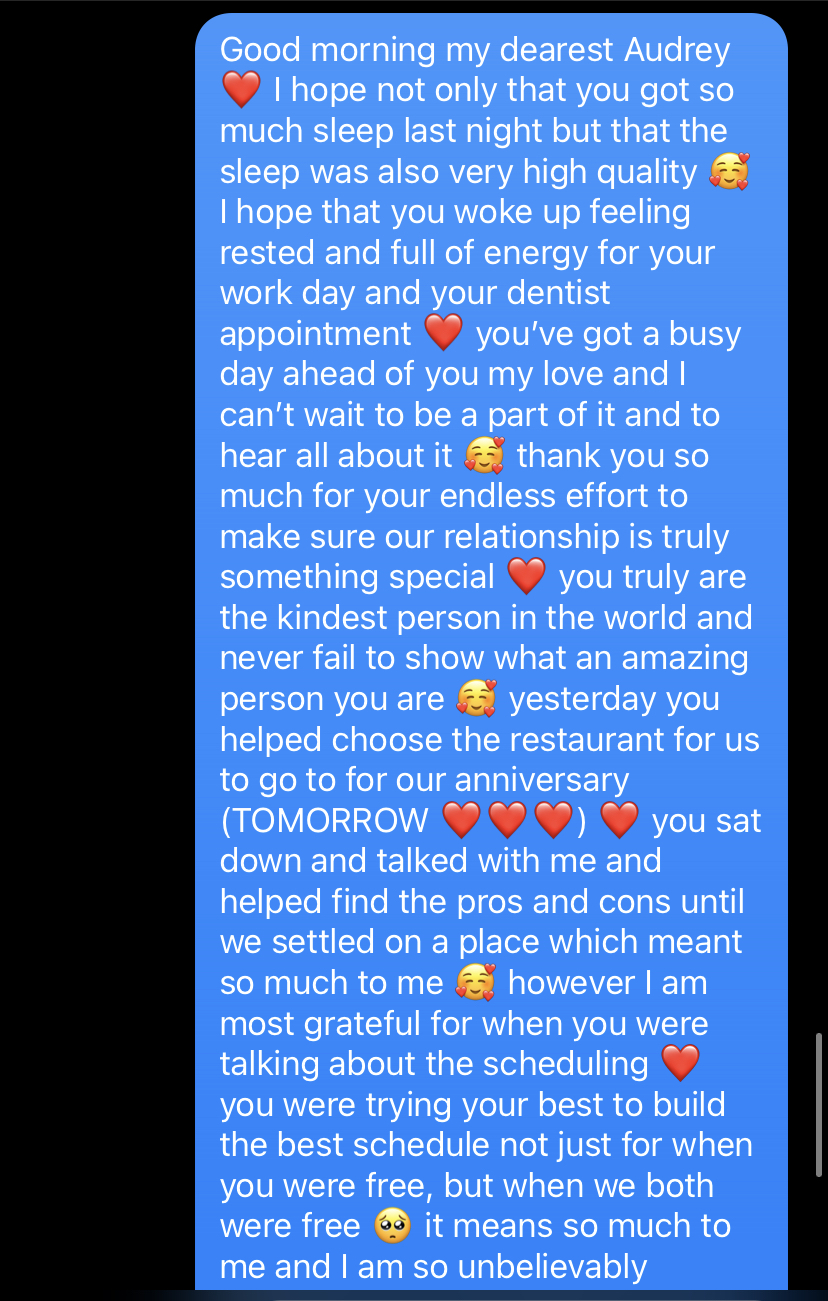 Good morning my dearest Audrey
❤️ I hope not only that you got so
much sleep last night but that the
sleep was also very high quality 🥰
I hope that you woke up feeling
rested and full of energy for your
work day and your dentist
appointment ❤️ you’ve got a busy
day ahead of you my love and I
can’t wait to be a part of it and to
hear all about it 🥰 thank you so
much for your endless effort to
make sure our relationship is truly
something special ❤️ you truly are
the kindest person in the world and
never fail to show what an amazing
person you are 🥰 yesterday you
helped choose the restaurant for us
to go to for our anniversary
(TOMORROW ❤️❤️❤️) ❤️ you sat
down and talked with me and
helped find the pros and cons until
we settled on a place which meant
so much to me 🥰 however I am
most grateful for when you were
talking about the scheduling ❤️
you were trying your best to build
the best schedule not just for when
you were free, but when we both
were free 🥺 it means so much to
me and I am so unbelievably